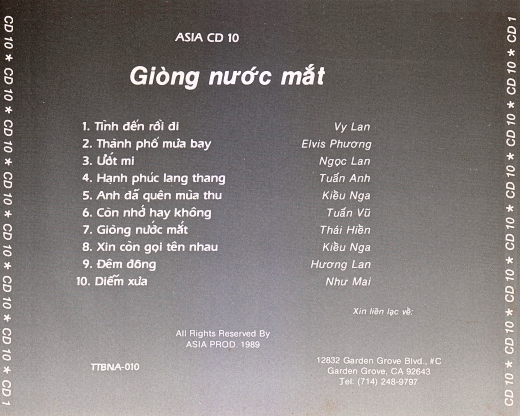 ASIA CD 10
Giòng nước mắt
1. Tình đến rồi đi Vy Lan
2. Thành phố mưa bay Elvis Phương
3. Ướt mi Ngọc Lan
4. Hạnh phúc lang thang Tuấn Anh
5. Anh đã quên mùa thu Kiều Nga
6. Còn nhớ hay không Tuấn Vũ
7. Giòng nước mắt Thái Hiền
8. Xin còn gọi tên nhau Kiều Nga
9. Đêm đông Hương Lan
10. Diễm xưa Như Mai
Xin liên lạc về:
All Rights Reserved By
ASIA PROD. 1989
TTBNA-010
12832 Garden Grove Blvd., #C
Garden Grove, CA 92643
Tel. (714) 248-9797
CD 10 ★ CD 10 ★ CD 10 ★ CD 10 ★ CD 10 ★ CD 10 ★ CD 10 ★ CD 1
CD 10 ★ CD 10 ★ CD 10 ★ CD 10 ★ CD 10 ★ CD 10 ★ CD 10 ★ CD 1